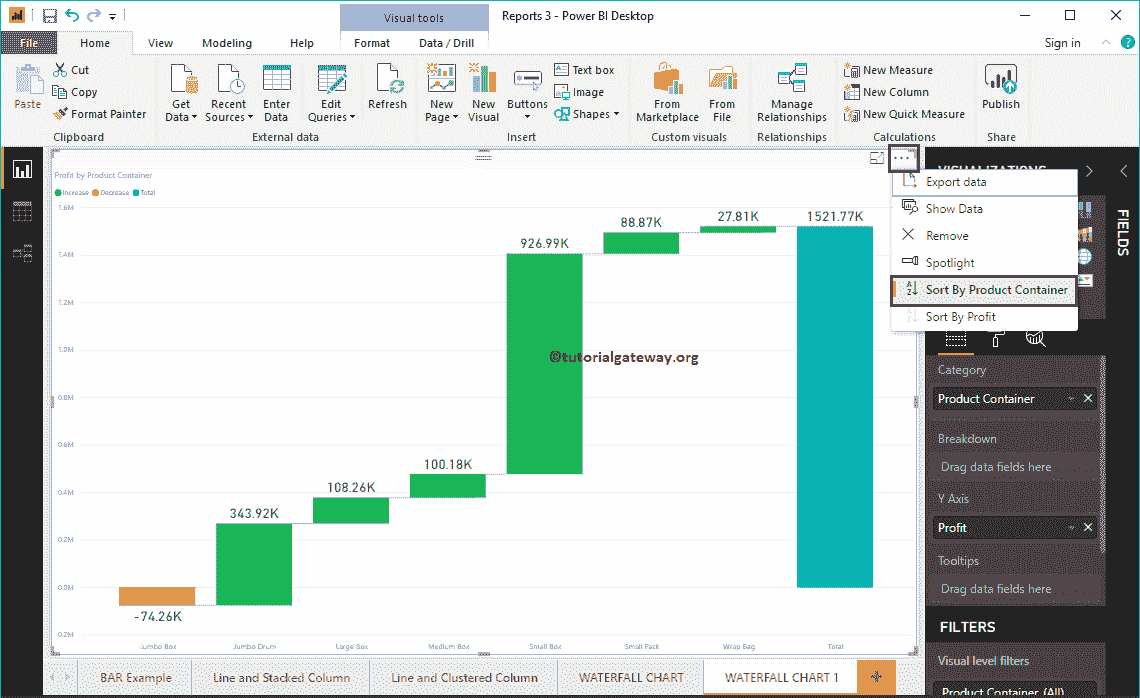 Visual tools
Reports 3 - Power BI Desktop
File Home View Modeling Help Format Data / Drill Sign in
Paste
Cut
Copy
Format Painter
Get Data
Recent Sources
Enter Data
Edit Queries
Refresh
New Page
New Visual
Buttons
Text box
Image
Shapes
From Marketplace
From File
Manage Relationships
New Measure
New Column
New Quick Measure
Publish
Clipboard External data Insert Custom visuals Relationships Calculations Share
Profit by Product Container
Increase Decrease Total
1.6M
1.4M
1.2M
1.0M
0.8M
0.6M
0.4M
0.2M
0.0M
0.2M
-74.26K
343.92K
108.26K
100.18K
926.99K
88.87K
27.81K
1521.77K
©tutorialgateway.org
Jumbo Box Jumbo Drum Large Box Medium Box Small Box Small Pack Wrap Bag Total
VISUALIZATIONS
FIELDS
Export data
Show Data
Remove
Spotlight
Sort By Product Container
Sort By Profit
Category
Product Container
Breakdown
Drag data fields here
Y Axis
Profit
Tooltips
Drag data fields here
FILTERS
Visual level filters
Product Container (All)
BAR Example Line and Stacked Column Line and Clustered Column WATERFALL CHART WATERFALL CHART 1